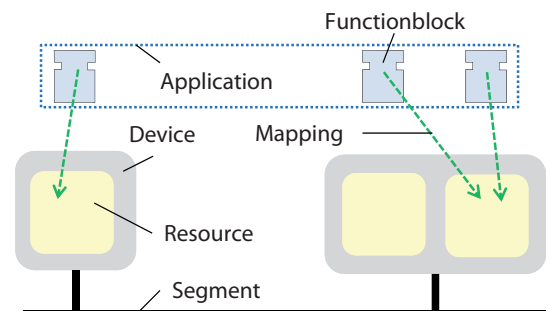 Functionblock
Application
Device
Mapping
Resource
Segment